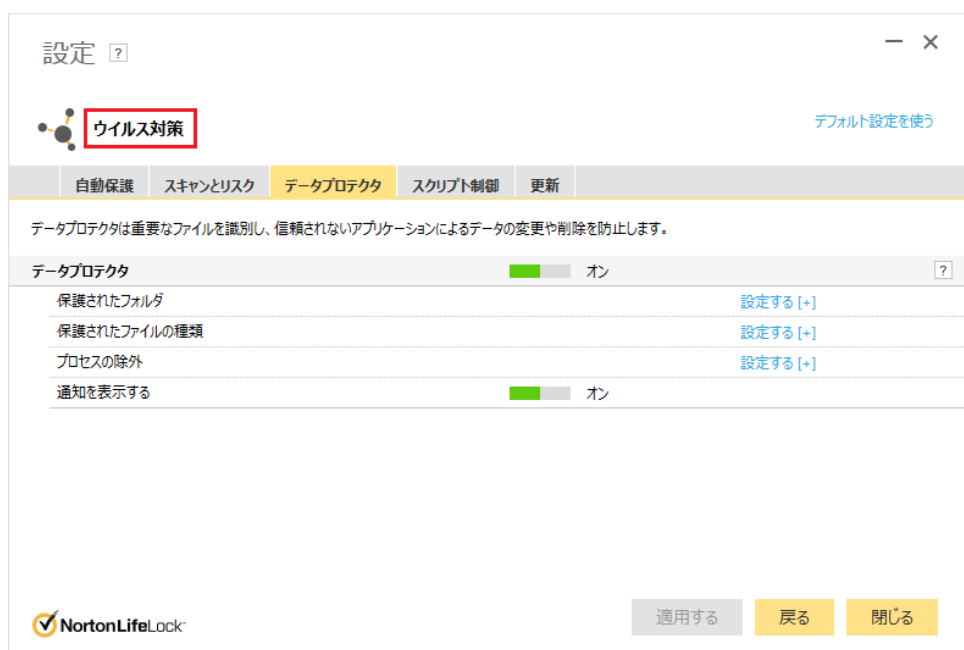 設定 ?
ウイルス対策
デフォルト設定を使う
自動保護 スキャンとリスク データプロテクタ スクリプト制御 更新
データプロテクタは重要なファイルを識別し、信頼されないアプリケーションによるデータの変更や削除を防止します。
データプロテクタ オン ?
保護されたフォルダ 設定する [+]
保護されたファイルの種類 設定する [+]
プロセスの除外 設定する [+]
通知を表示する オン
NortonLifeLock 適用する 戻る 閉じる